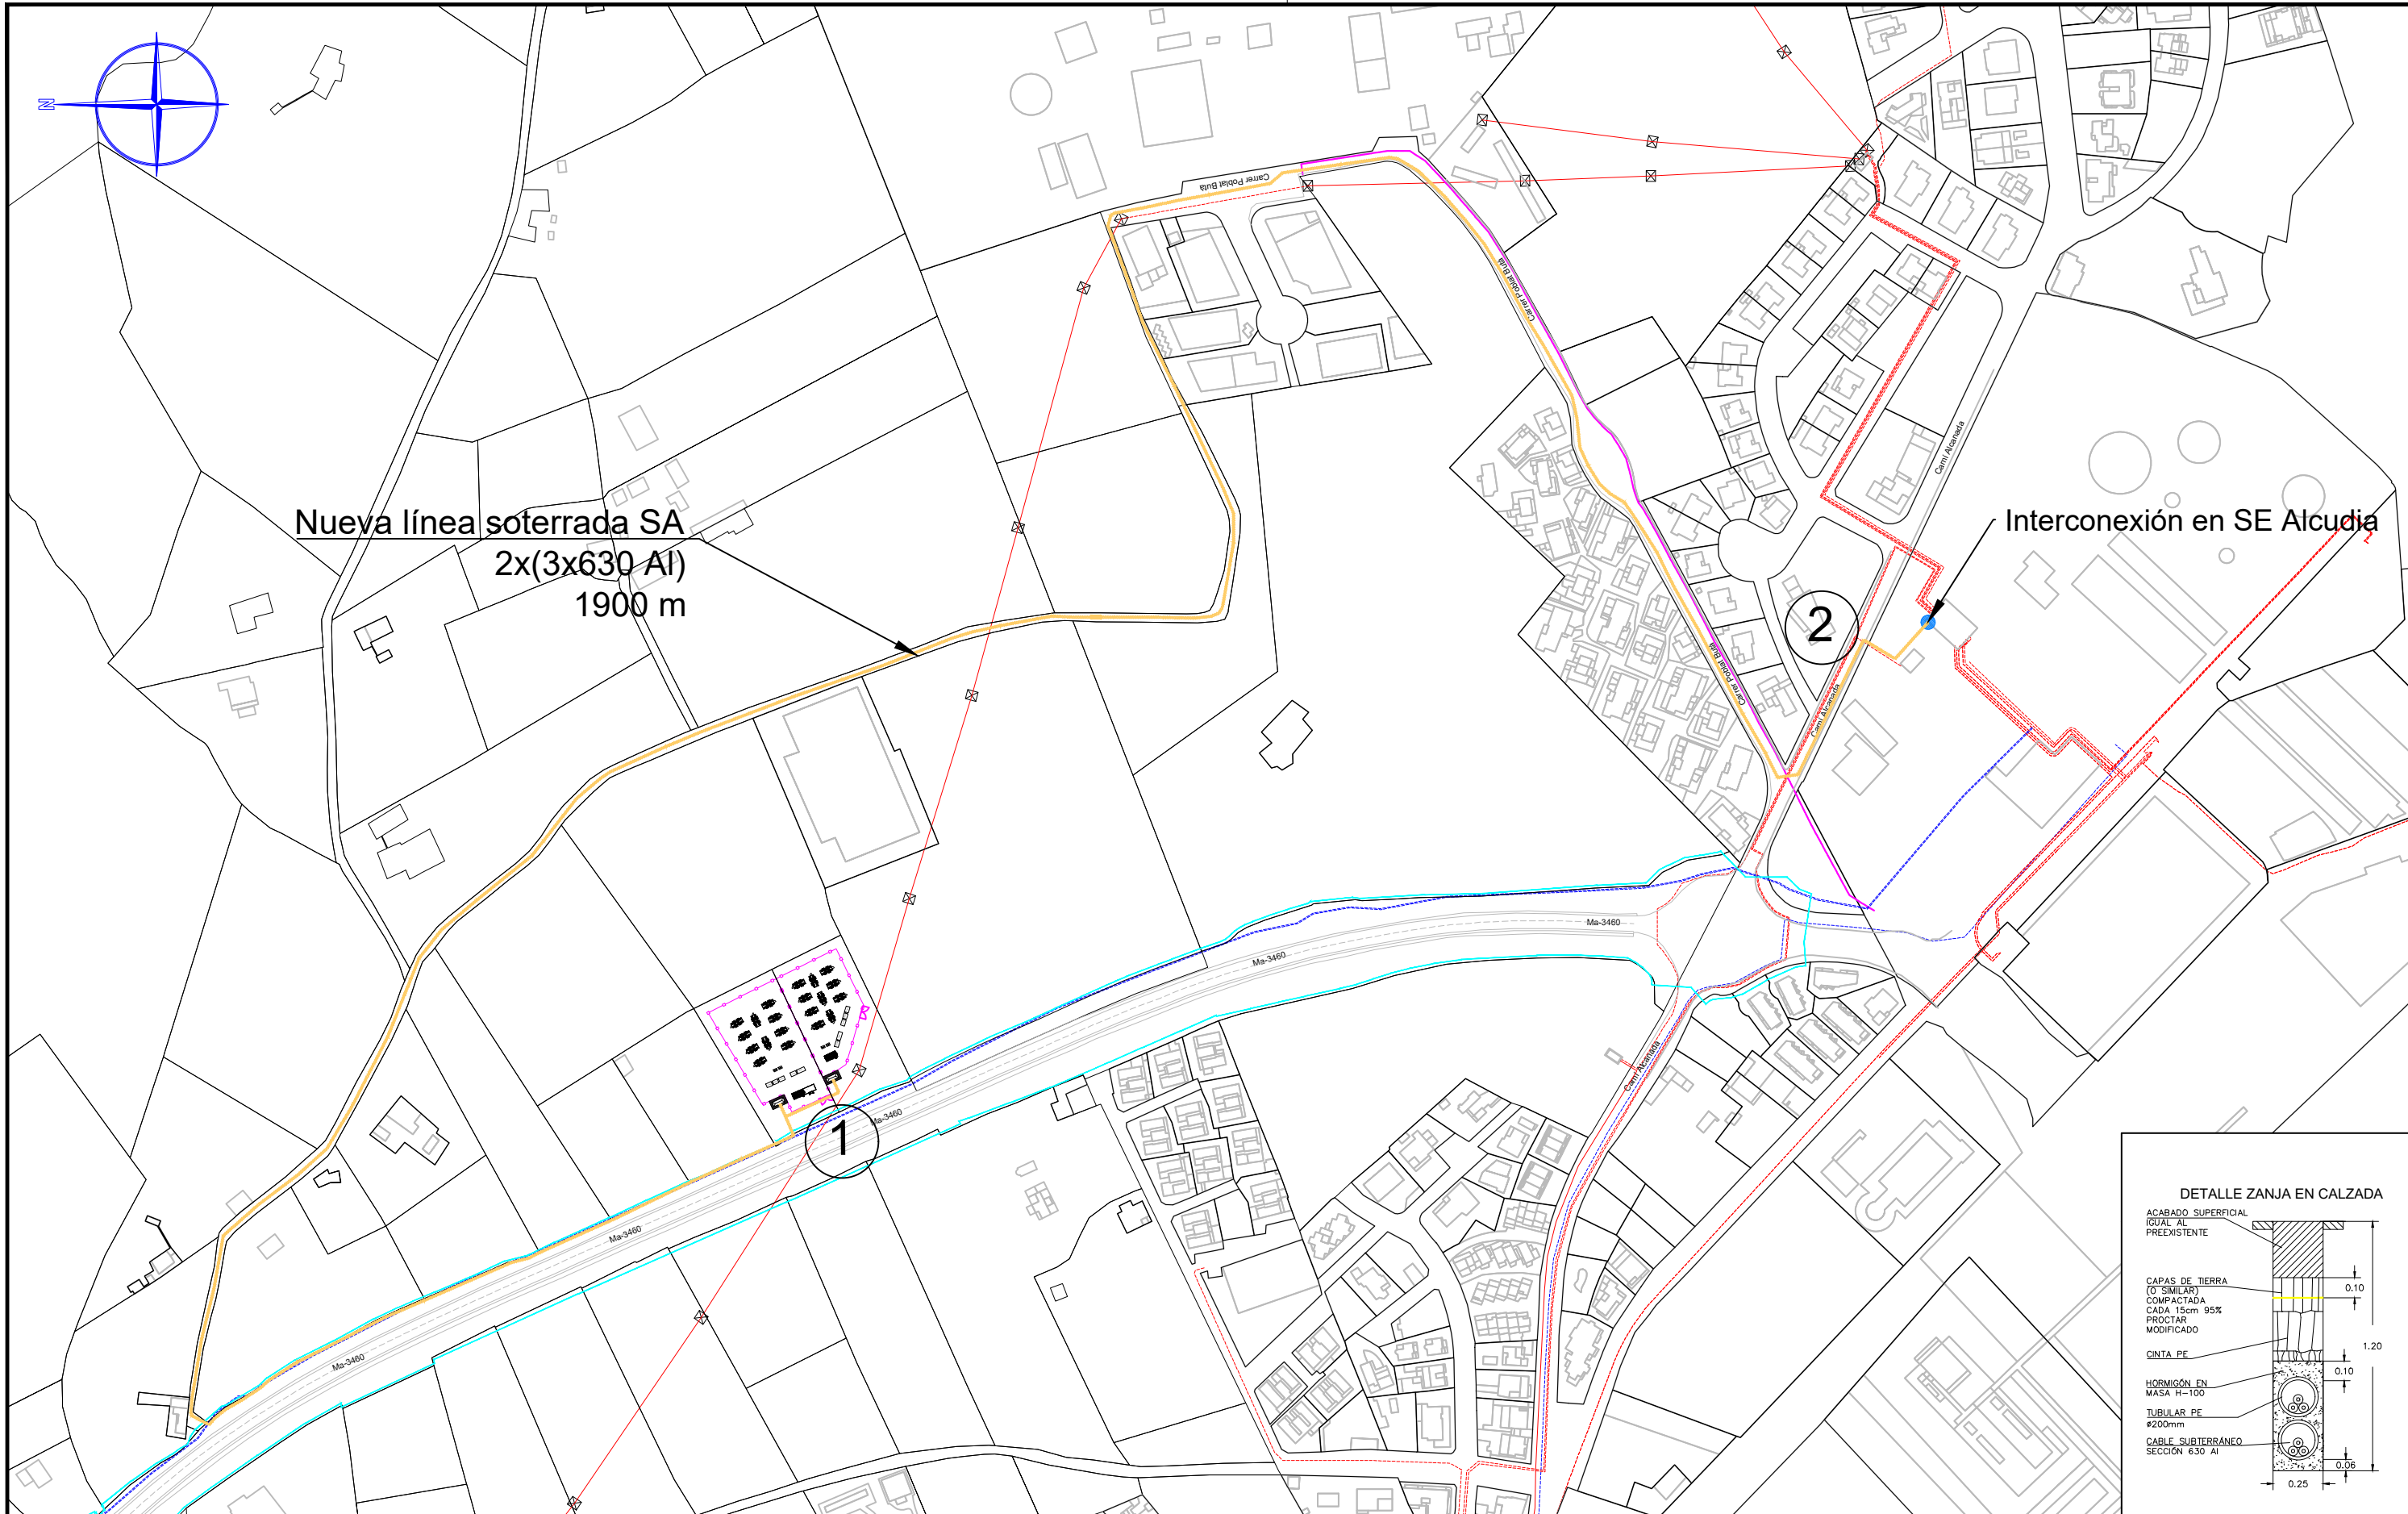 N
Carrer Poblat Buta
Carrer Poblat Buta
Camí Alcanada
Nueva línea soterrada SA
2x(3x630 Al)
1900 m
Interconexión en SE Alcudia
2
Carrer Poblat Buta
Camí Alcanada
Ma-3460
Ma-3460
Camí Alcanada
Ma-3460
1
Ma-3460
Ma-3460
DETALLE ZANJA EN CALZADA
ACABADO SUPERFICIAL
IGUAL AL
PREEXISTENTE
CAPAS DE TIERRA
(O SIMILAR)
COMPACTADA
CADA 15cm 95%
PROCTAR
MODIFICADO
0.10
CINTA PE
1.20
0.10
HORMIGÓN EN
MASA H-100
TUBULAR PE
ø200mm
CABLE SUBTERRÁNEO
SECCIÓN 630 Al
0.06
0.25